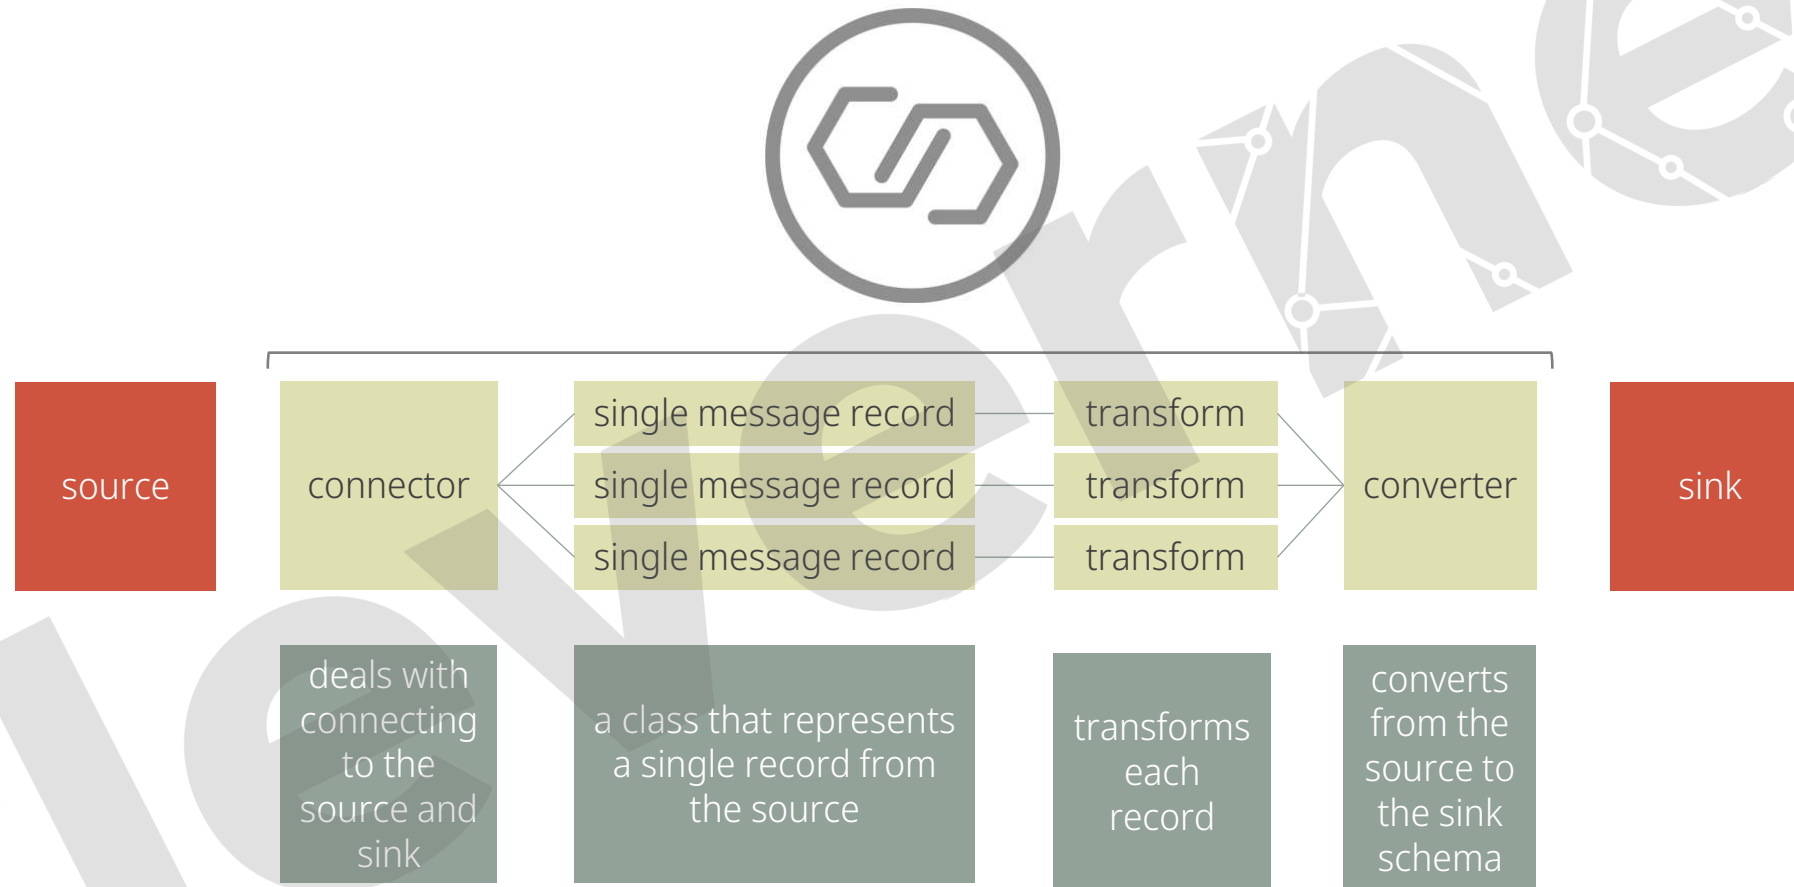 source
connector
single message record
transform
single message record
transform
single message record
transform
converter
sink
deals with
connecting
to the
source and
sink
a class that represents
a single record from
the source
transforms
each
record
converts
from the
source to
the sink
schema
leverne